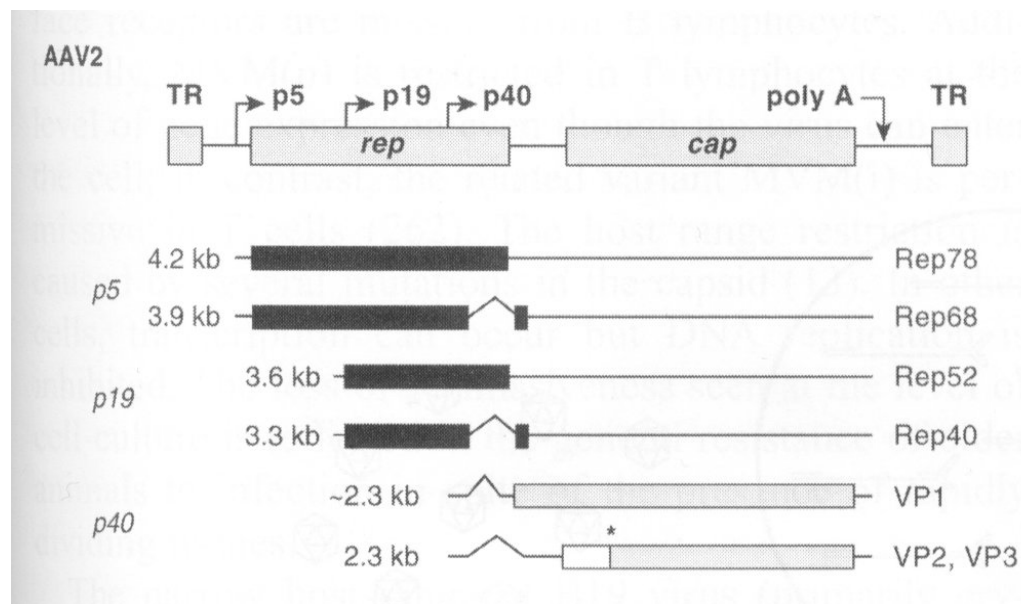 AAV2
TR p5 p19 p40 poly A TR
rep cap
4.2 kb Rep78
p5
3.9 kb Rep68
3.6 kb Rep52
p19
3.3 kb Rep40
~2.3 kb VP1
p40 *
2.3 kb VP2, VP3